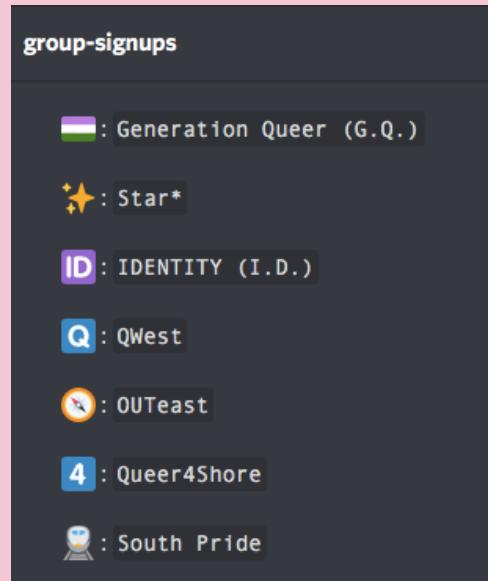 group-signups
: Generation Queer (G.Q.)
: Star*
ID: IDENTITY (I.D.)
Q: QWest
: OUTeast
4: Queer4Shore
: South Pride